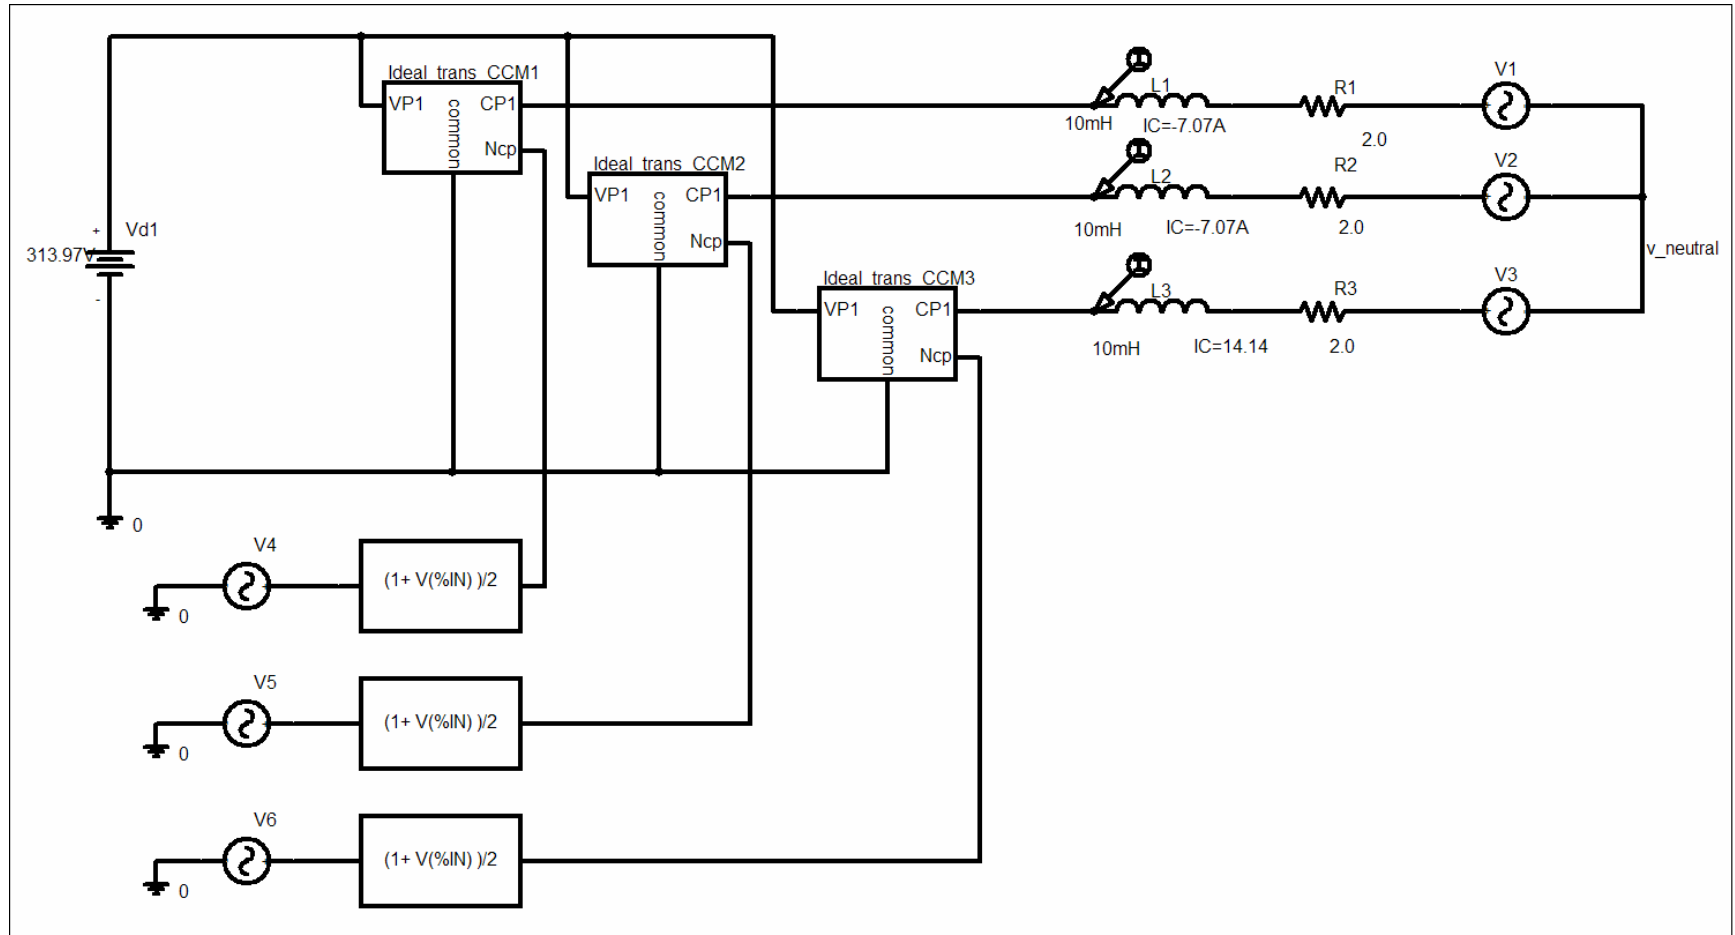 Ideal_trans_CCM1
VP1
common
CP1
Ncp
Ideal_trans_CCM2
VP1
common
CP1
Ncp
Ideal_trans_CCM3
VP1
common
CP1
Ncp
I
L1
10mH
IC=-7.07A
R1
2.0
V1
I
L2
10mH
IC=-7.07A
R2
2.0
V2
I
L3
10mH
IC=14.14
R3
2.0
V3
v_neutral
+
Vd1
313.97V
-
0
V4
0
(1+ V(%IN) )/2
V5
0
(1+ V(%IN) )/2
V6
0
(1+ V(%IN) )/2